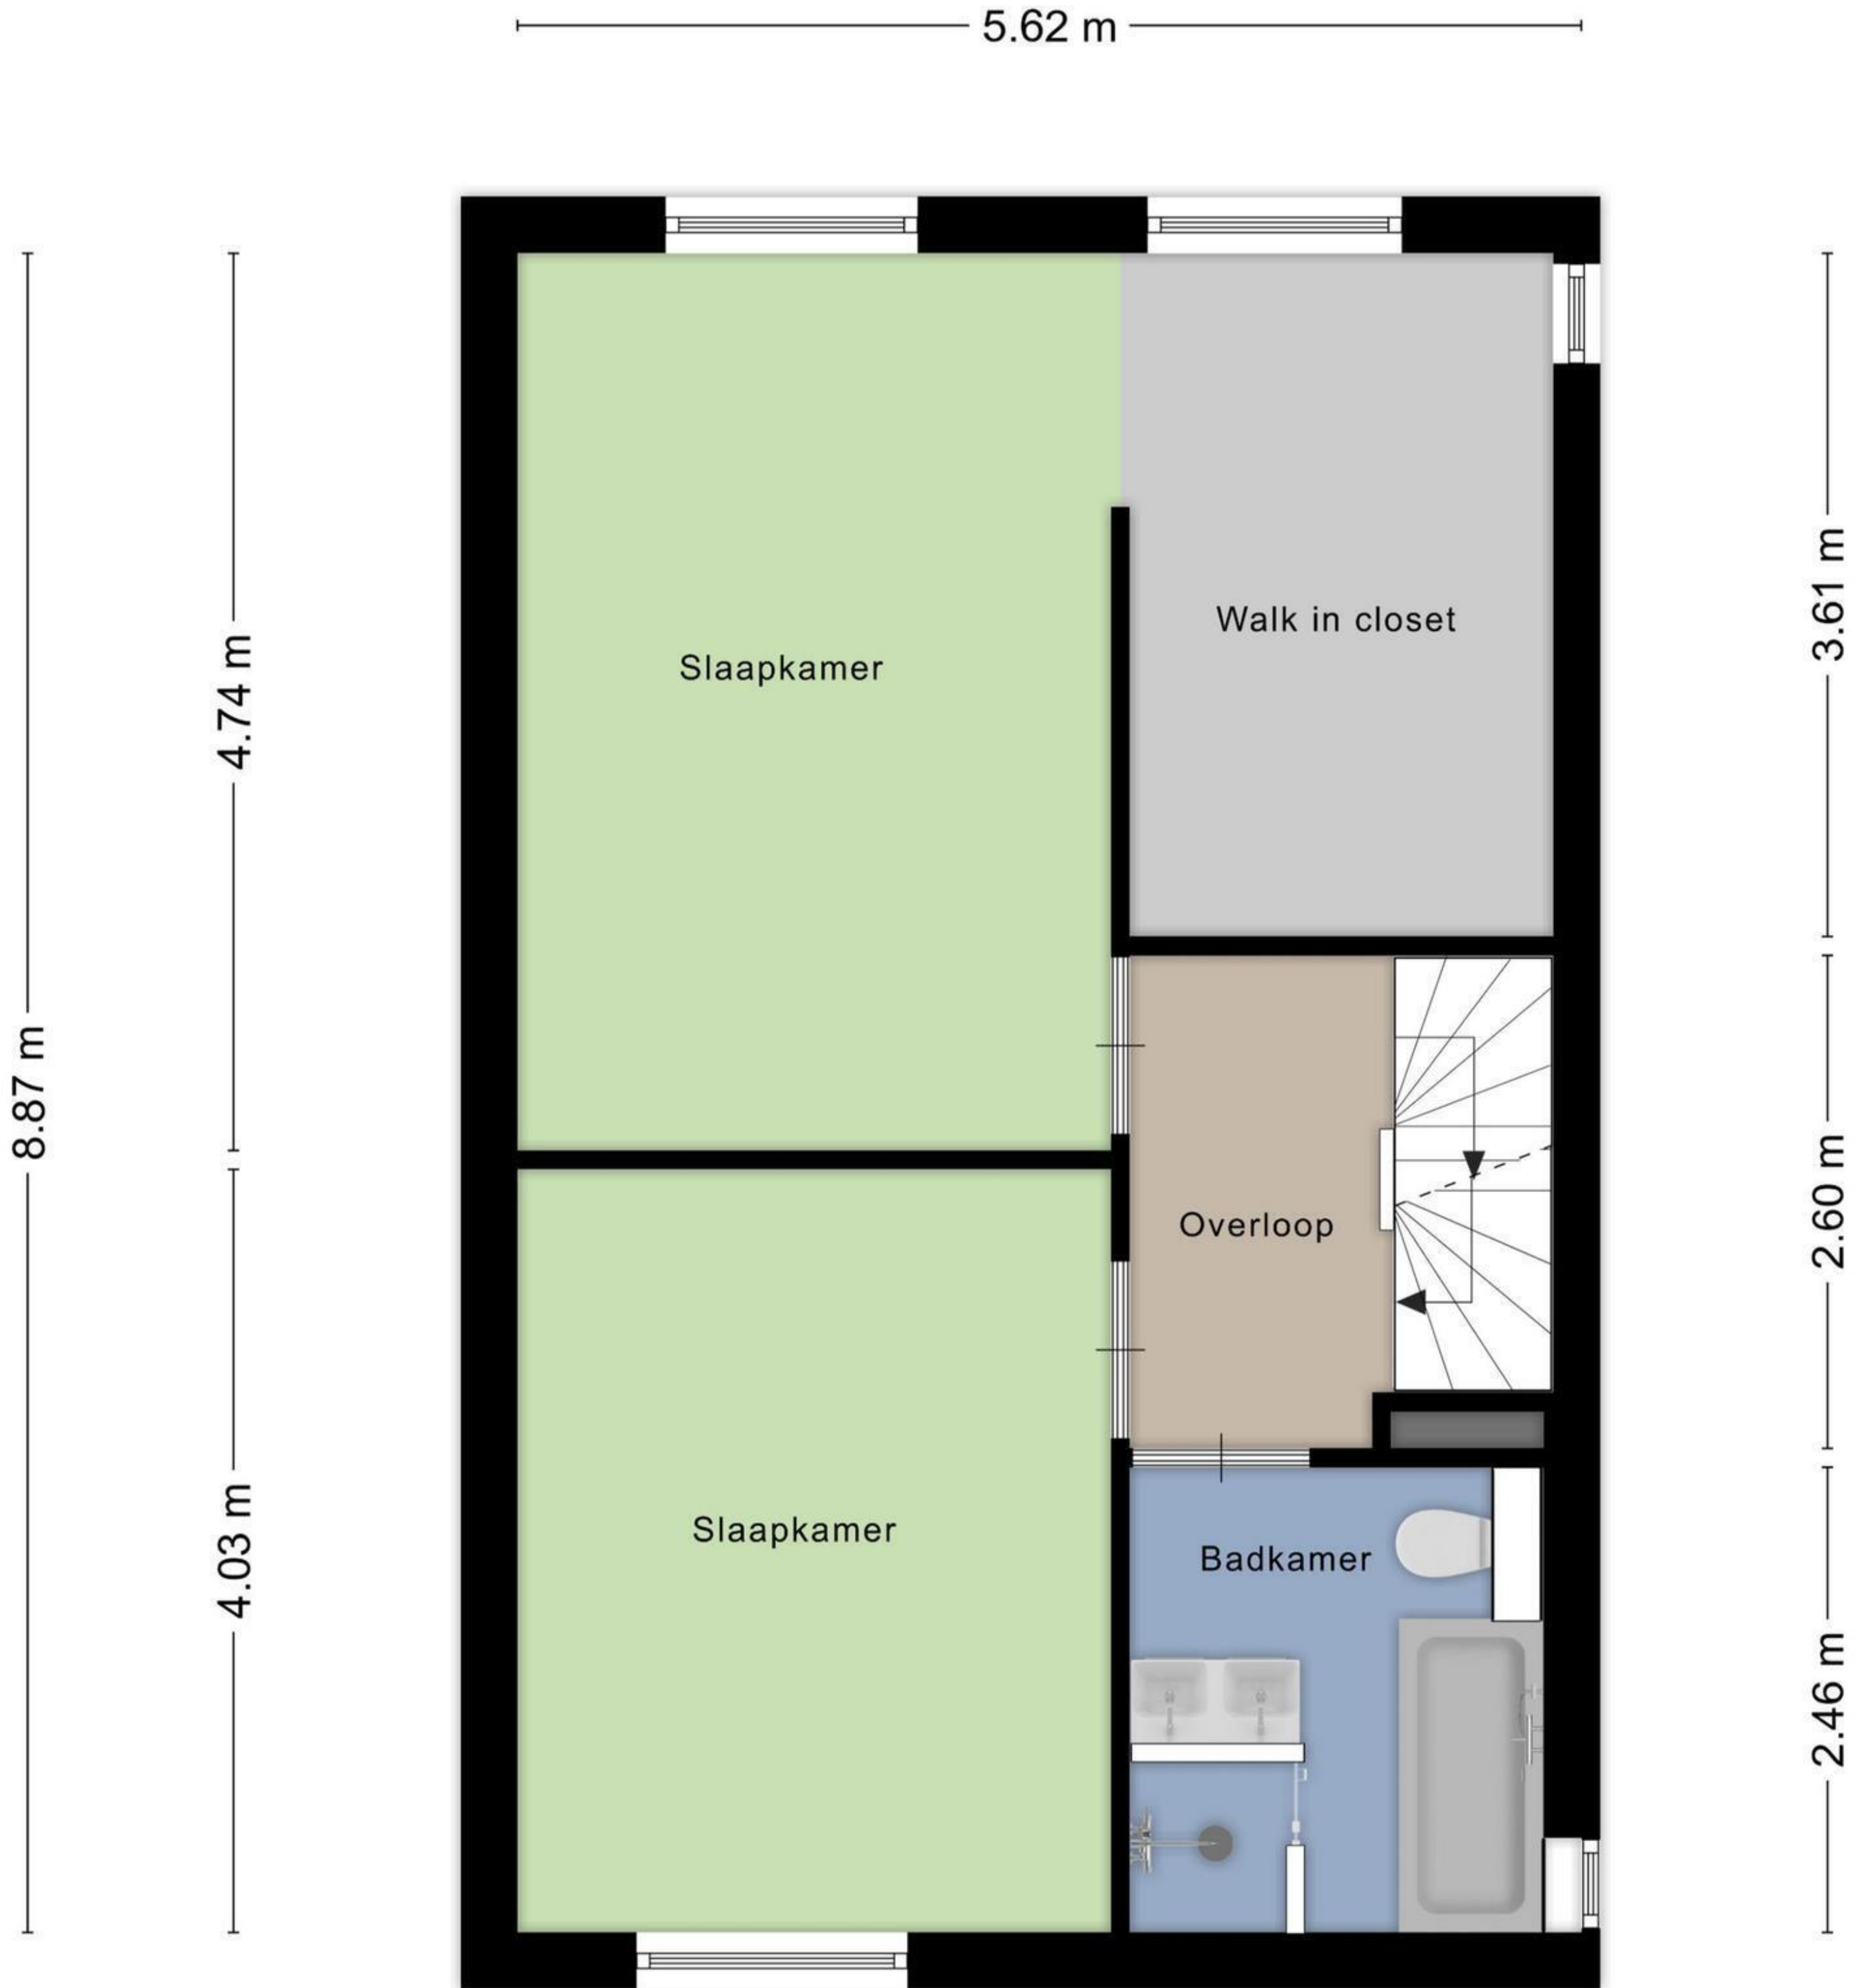 5.62 m
3.61 m
Walk in closet
4.74 m
Slaapkamer
8.87 m
2.60 m
Overloop
4.03 m
Slaapkamer
Badkamer
2.46 m